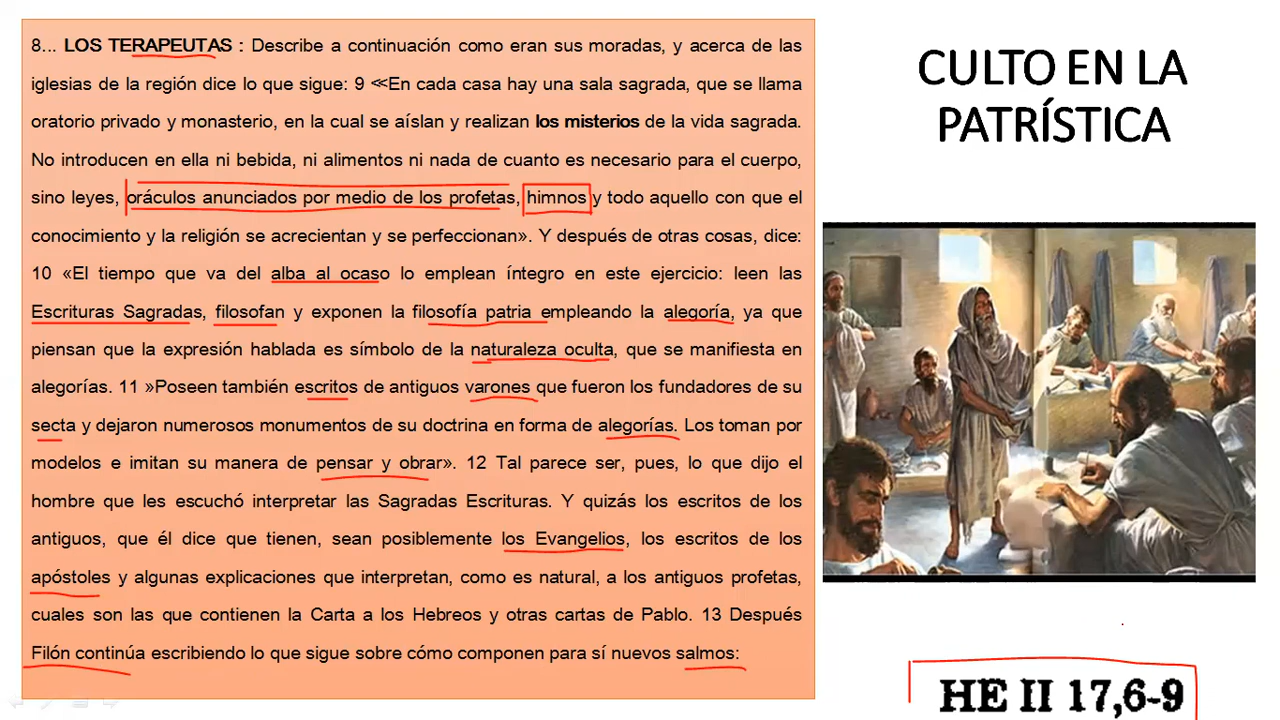 8... LOS TERAPEUTAS : Describe a continuación como eran sus moradas, y acerca de las
iglesias de la región dice lo que sigue: 9 ≪En cada casa hay una sala sagrada, que se llama
oratorio privado y monasterio, en la cual se aíslan y realizan los misterios de la vida sagrada.
No introducen en ella ni bebida, ni alimentos ni nada de cuanto es necesario para el cuerpo,
sino leyes, oráculos anunciados por medio de los profetas, himnos y todo aquello con que el
conocimiento y la religión se acrecientan y se perfeccionan». Y después de otras cosas, dice:
10 «El tiempo que va del alba al ocaso lo emplean íntegro en este ejercicio: leen las
Escrituras Sagradas, filosofan y exponen la filosofía patria empleando la alegoría, ya que
piensan que la expresión hablada es símbolo de la naturaleza oculta, que se manifiesta en
alegorías. 11 »Poseen también escritos de antiguos varones que fueron los fundadores de su
secta y dejaron numerosos monumentos de su doctrina en forma de alegorías. Los toman por
modelos e imitan su manera de pensar y obrar». 12 Tal parece ser, pues, lo que dijo el
hombre que les escuchó interpretar las Sagradas Escrituras. Y quizás los escritos de los
antiguos, que él dice que tienen, sean posiblemente los Evangelios, los escritos de los
apóstoles y algunas explicaciones que interpretan, como es natural, a los antiguos profetas,
cuales son las que contienen la Carta a los Hebreos y otras cartas de Pablo. 13 Después
Filón continúa escribiendo lo que sigue sobre cómo componen para sí nuevos salmos:
CULTO EN LA
PATRÍSTICA
HE II 17,6-9